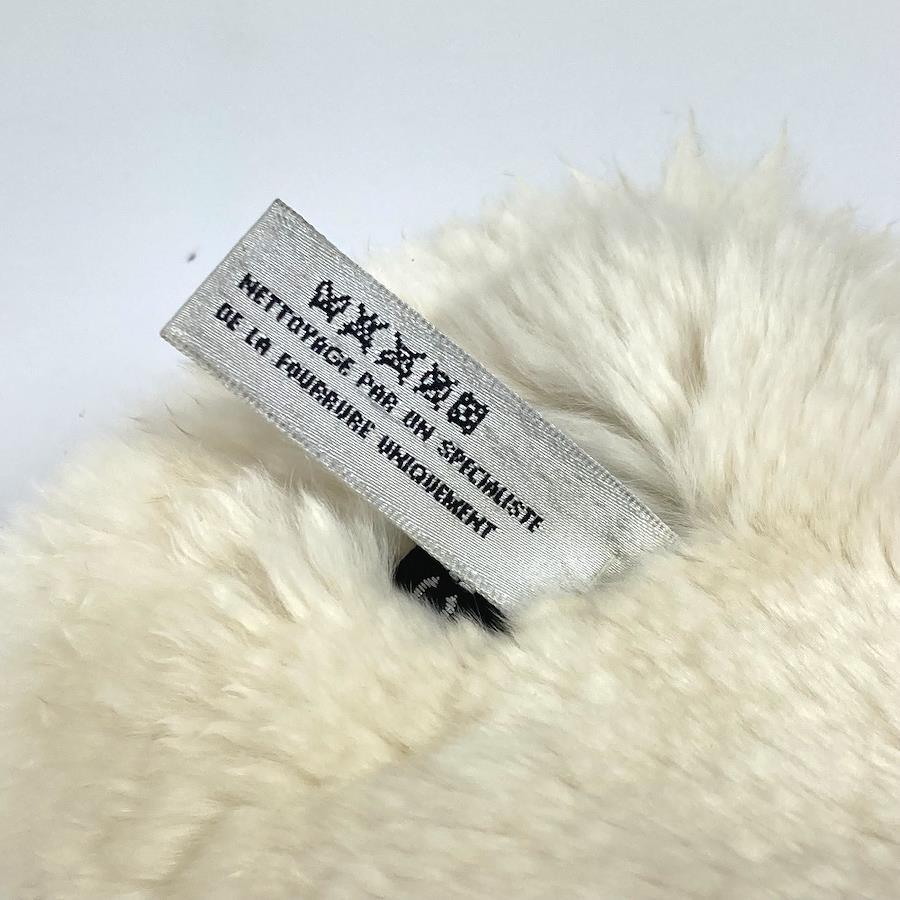 NETTOYAGE PAR UN SPECIALISTE
DE LA FOURRURE UNIQUEMENT